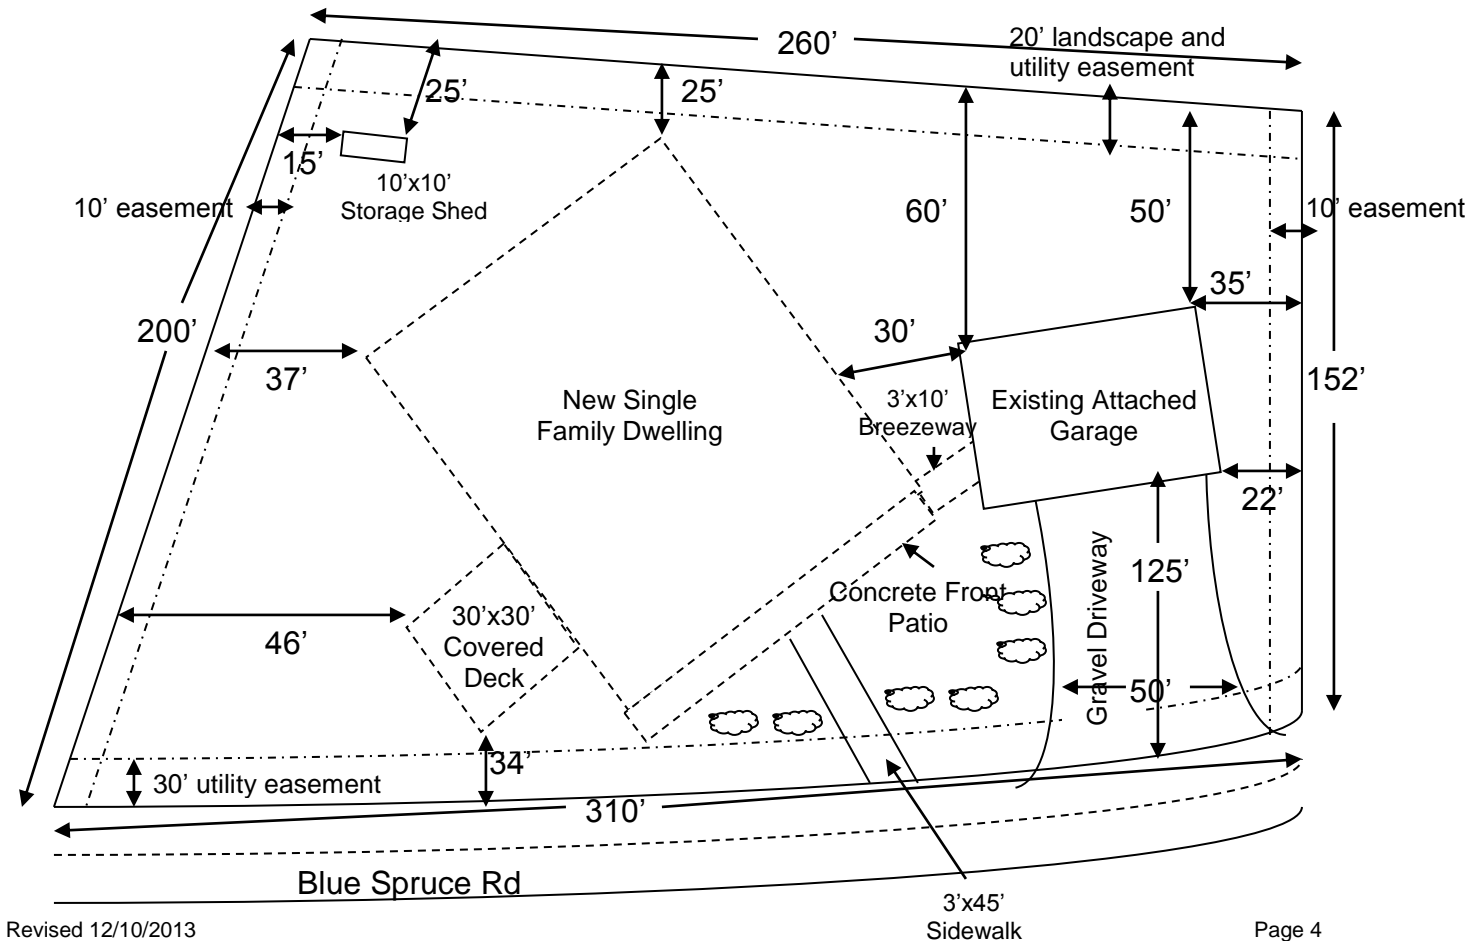 260’
20’ landscape and
utility easement
25’
25’
15’
10’x10’
Storage Shed
10’ easement
60’
50’
10’ easement
35’
200’
30’
37’
152’
New Single
Family Dwelling
3’x10’
Breezeway
Existing Attached
Garage
22’
Gravel Driveway
125’
Concrete Front
Patio
30’x30’
Covered
Deck
46’
50’
34’
30’ utility easement
310’
Blue Spruce Rd
3’x45’
Sidewalk
Revised 12/10/2013
Page 4